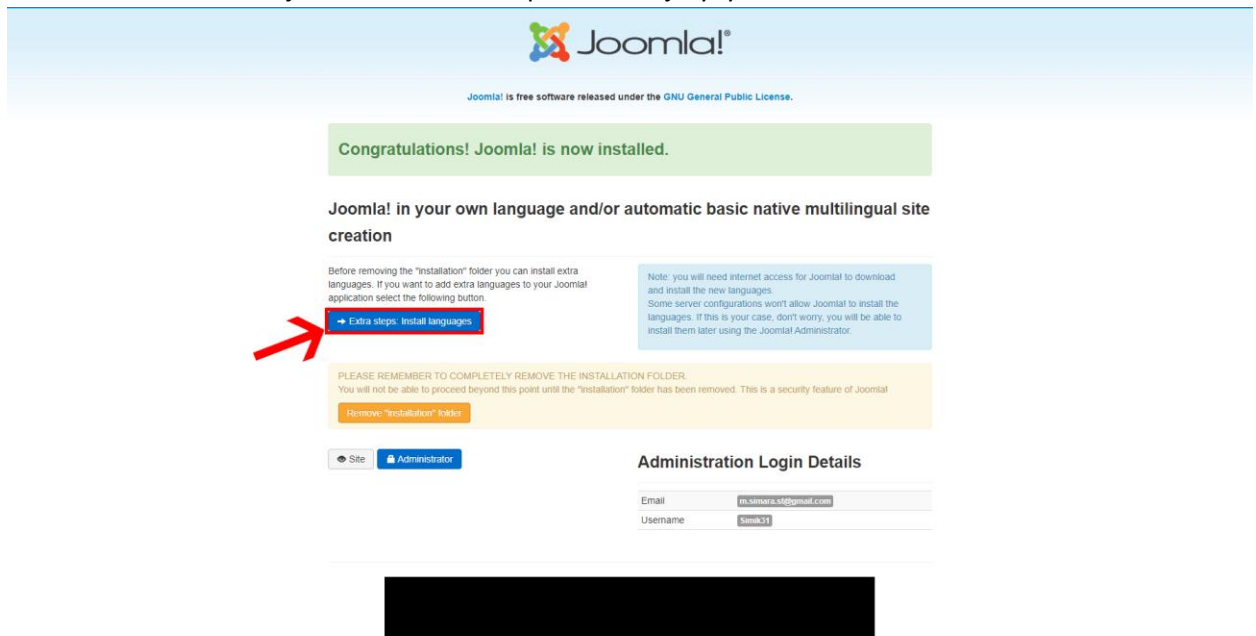 Joomla!®
Joomla! is free software released under the GNU General Public License.
Congratulations! Joomla! is now installed.
Joomla! in your own language and/or automatic basic native multilingual site
creation
Before removing the "Installation" folder you can install extra
languages. If you want to add extra languages to your Joomla!
application select the following button.
→ Extra steps: Install languages
Note: you will need internet access for Joomla! to download
and install the new languages.
Some server configurations won't allow Joomla! to install the
languages. If this is your case, don't worry, you will be able to
install them later using the Joomla! Administrator.
PLEASE REMEMBER TO COMPLETELY REMOVE THE INSTALLATION FOLDER.
You will not be able to proceed beyond this point until the "Installation" folder has been removed. This is a security feature of Joomla!
Remove "Installation" folder
Site Administrator
Administration Login Details
Email m.simara.st@gmail.com
Username Simik31